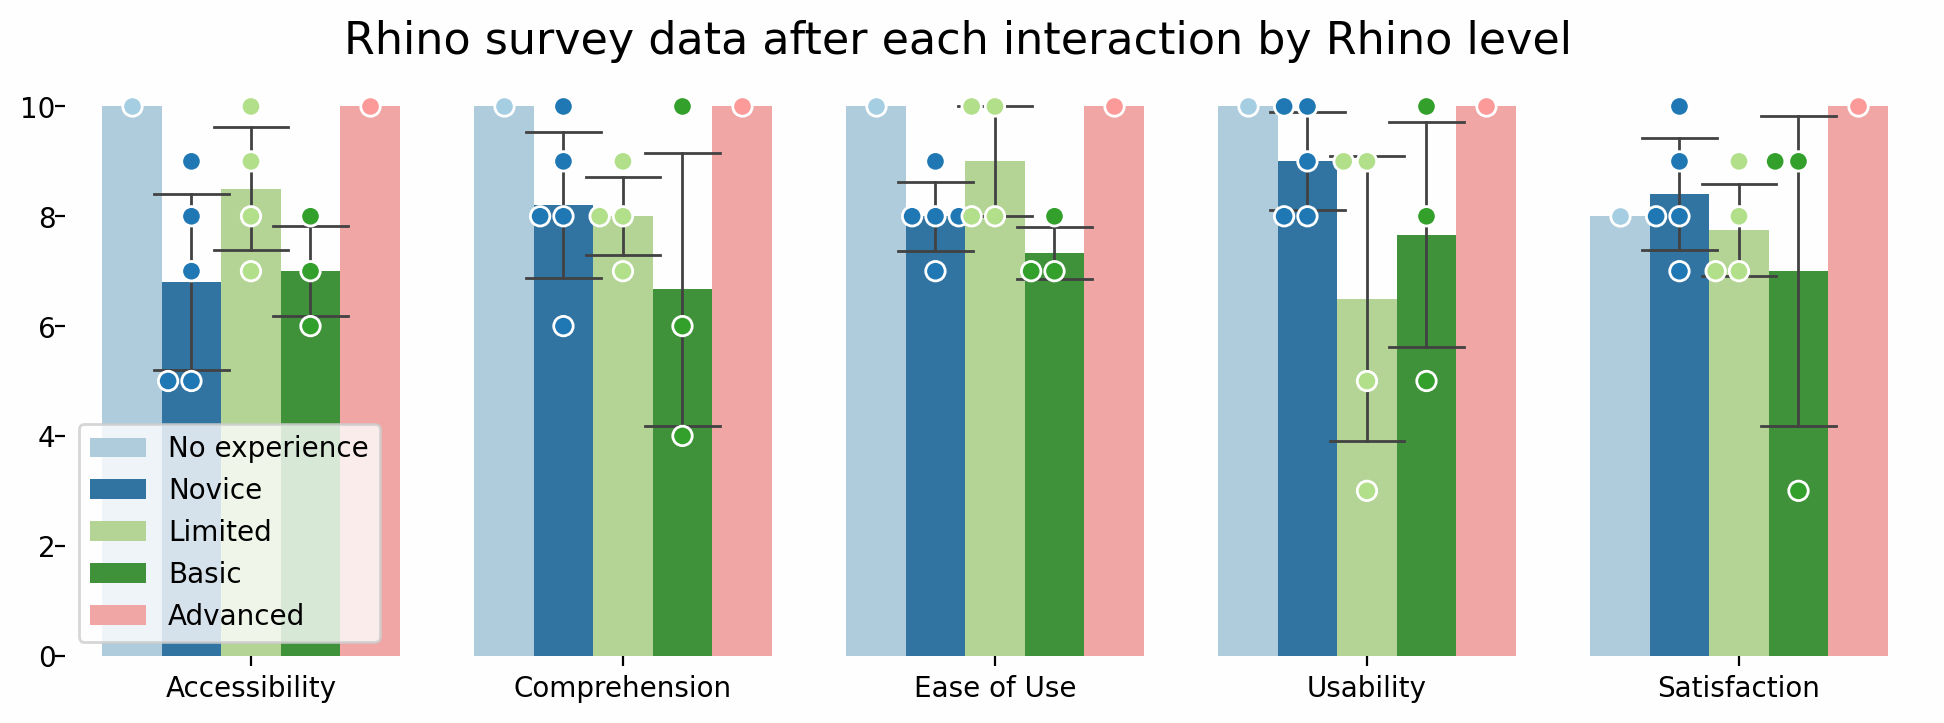 Rhino survey data after each interaction by Rhino level
10
8
6
4
2
0
No experience
Novice
Limited
Basic
Advanced
Accessibility Comprehension Ease of Use Usability Satisfaction